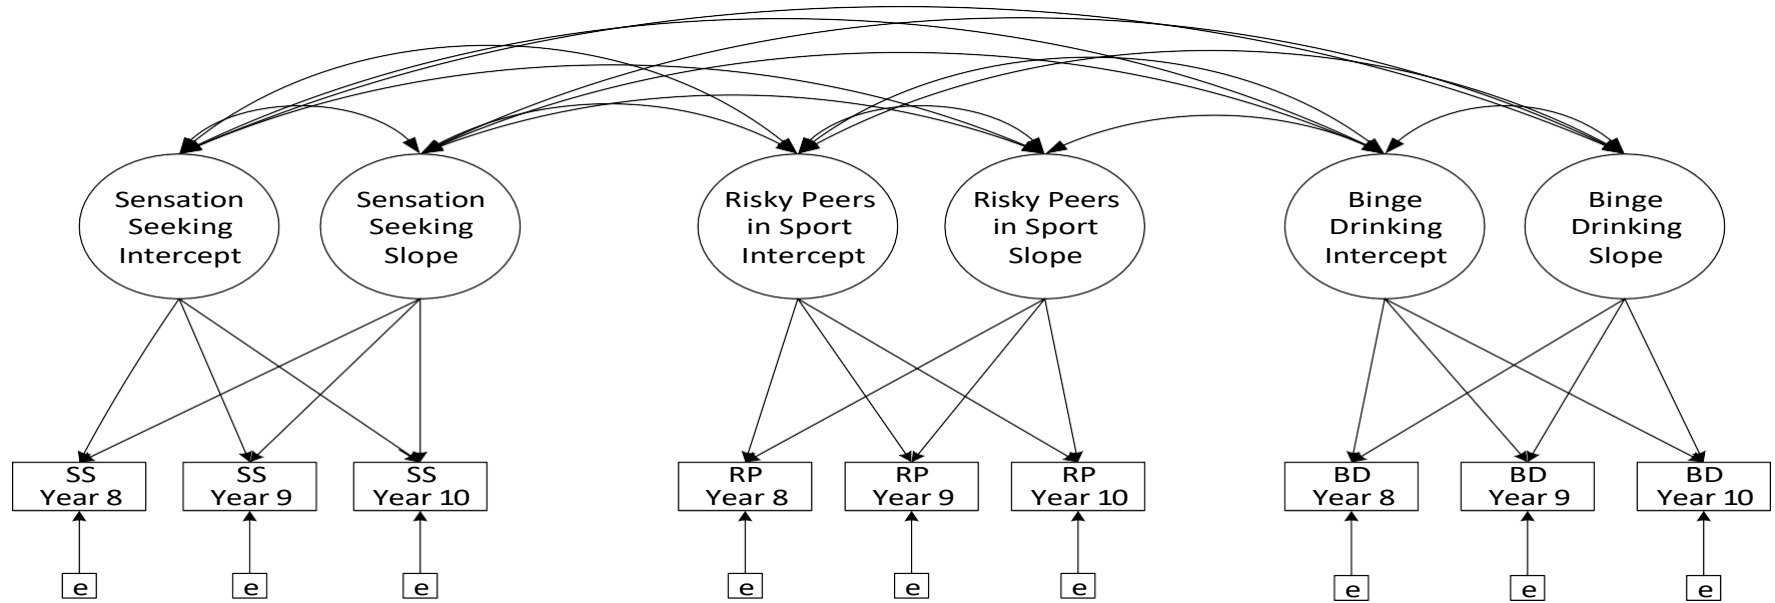 Sensation
Seeking
Intercept
Sensation
Seeking
Slope
Risky Peers
in Sport
Intercept
Risky Peers
in Sport
Slope
Binge
Drinking
Intercept
Binge
Drinking
Slope
SS
Year 8
SS
Year 9
SS
Year 10
RP
Year 8
RP
Year 9
RP
Year 10
BD
Year 8
BD
Year 9
BD
Year 10
e
e
e
e
e
e
e
e
e